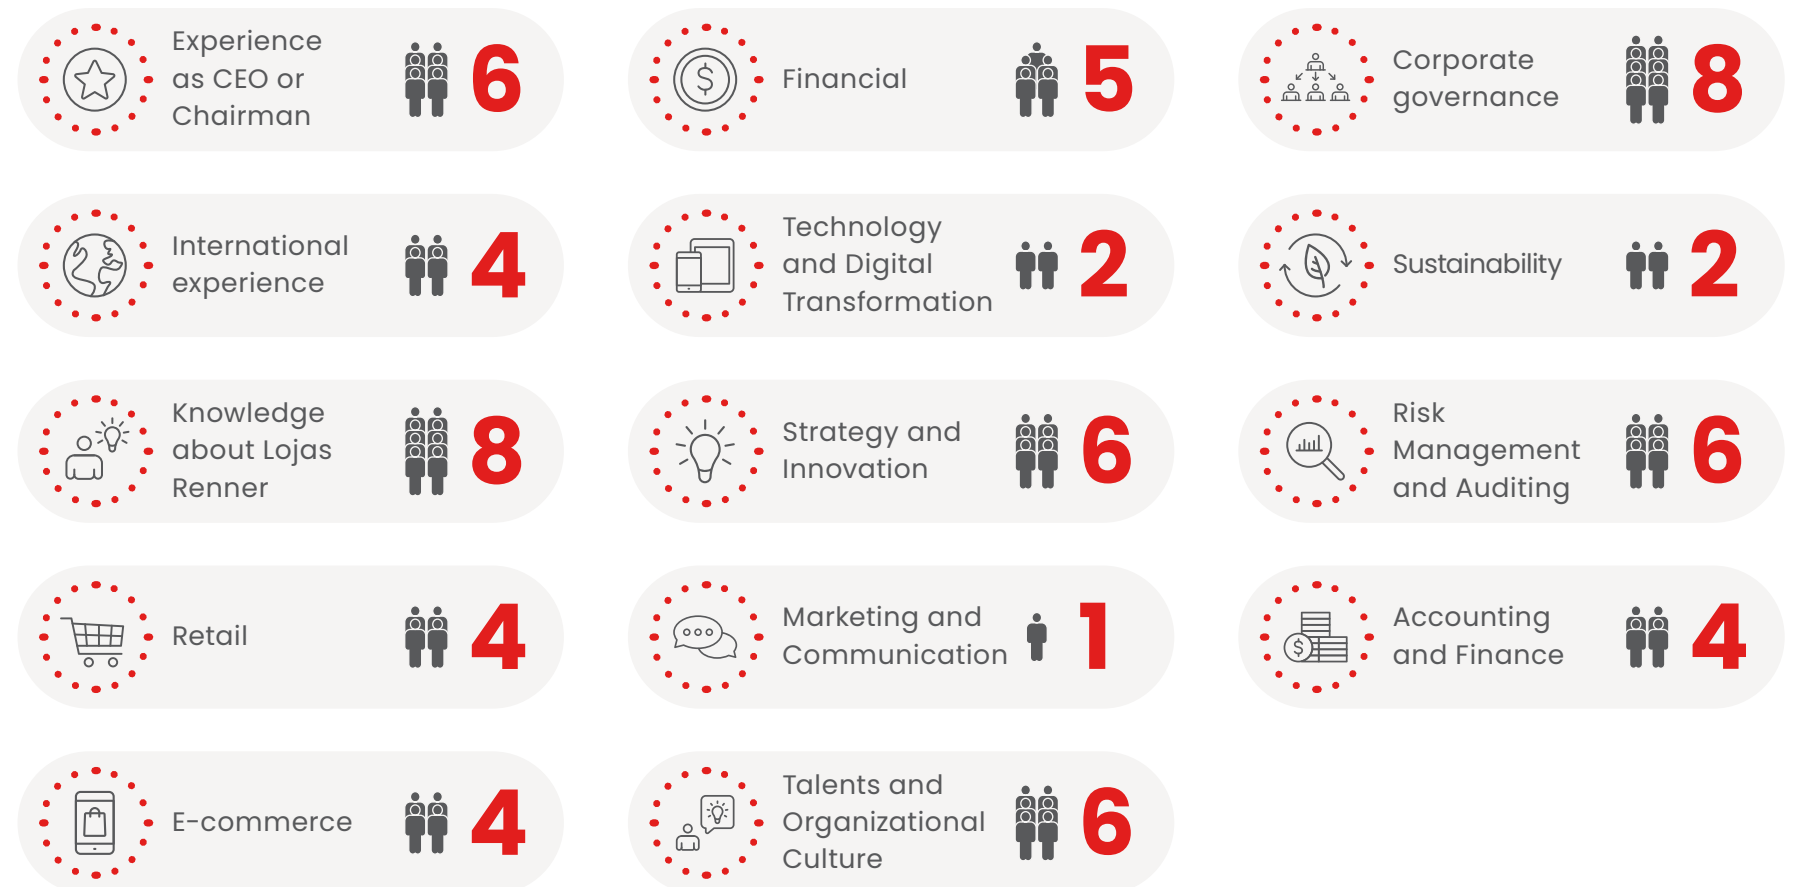 Experience
as CEO or
Chairman
6
Financial
5
Corporate
governance
8
International
experience
4
Technology
and Digital
Transformation
2
Sustainability
2
Knowledge
about Lojas
Renner
8
Strategy and
Innovation
6
Risk
Management
and Auditing
6
Retail
4
Marketing and
Communication
1
Accounting
and Finance
4
E-commerce
4
Talents and
Organizational
Culture
6